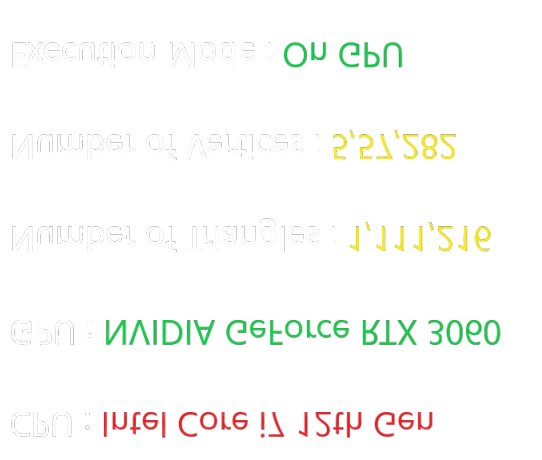 CPU : Intel Core i7 12th Gen
GPU : NVIDIA GeForce RTX 3060
Number of Triangles : 1,111,216
Number of Vertices : 5,57,282
Execution Mode : On GPU